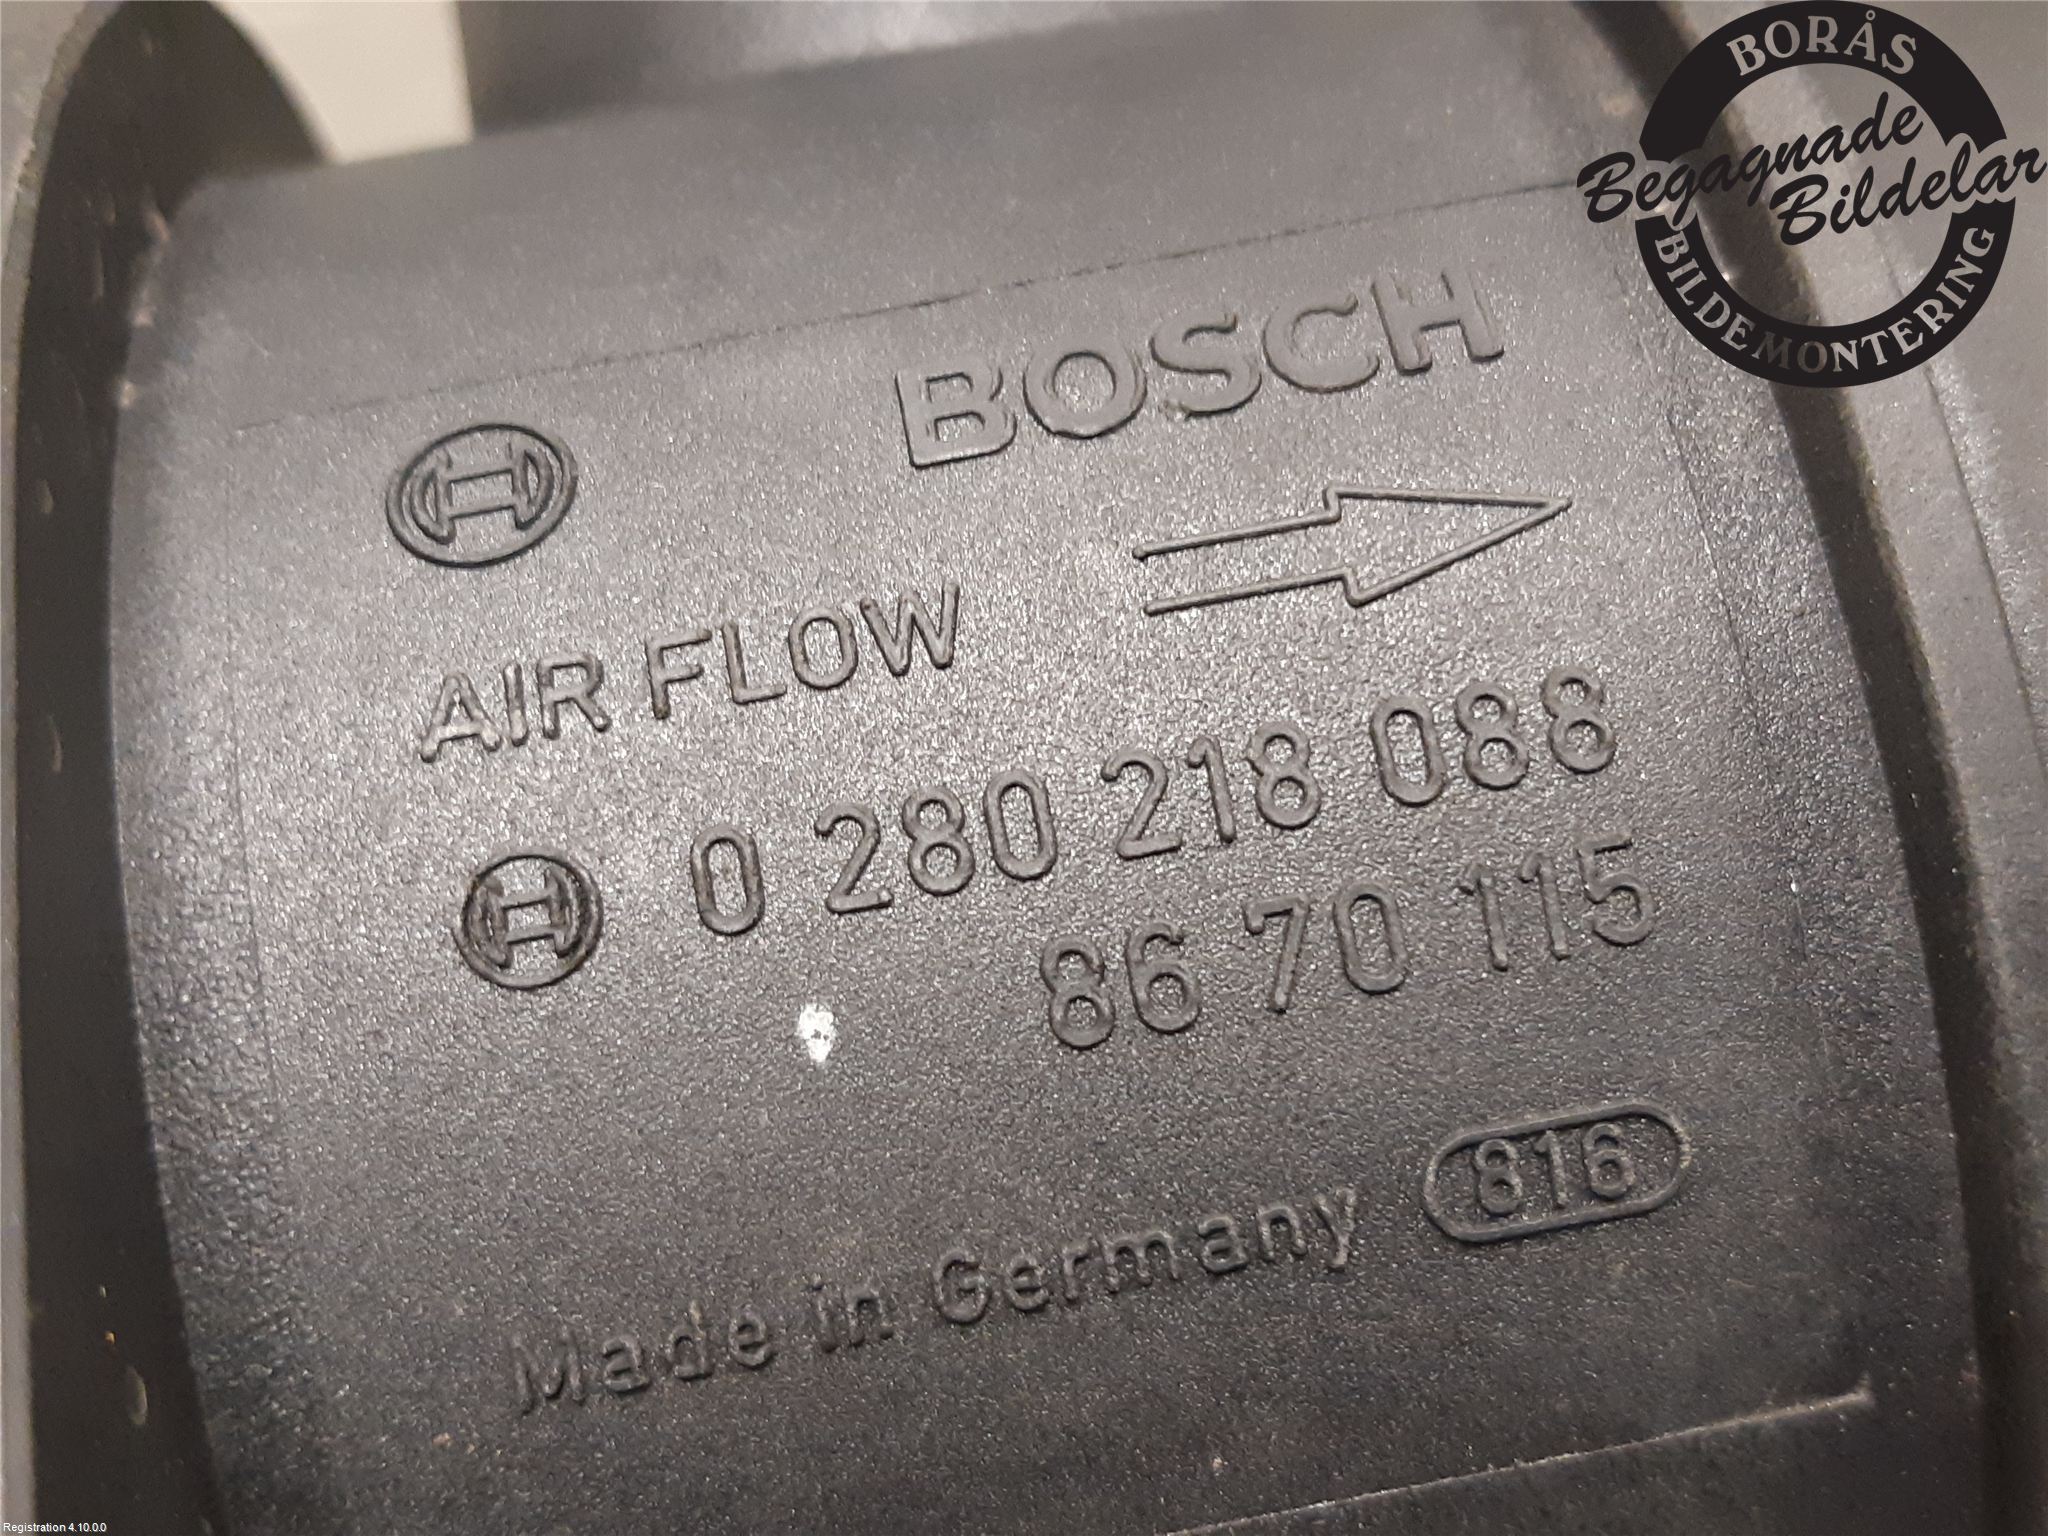 BORÅS
Begagnade
Bildelar
BILDEMONTERING
BOSCH
AIR FLOW
0 280 218 088
86 70 115
816
Made in Germany
Registration 4.10.0.0